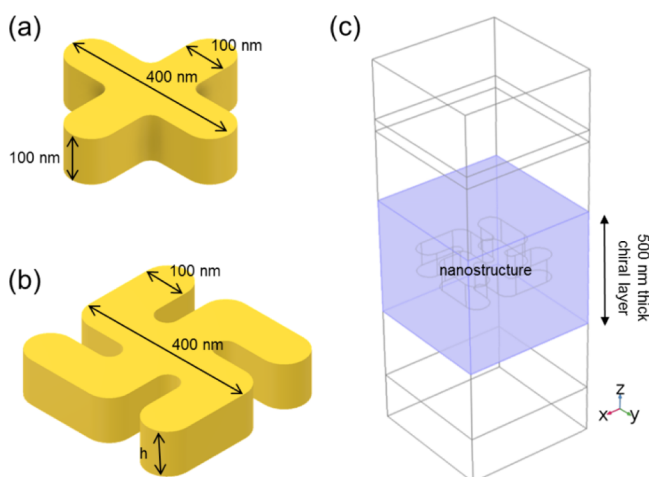 (a)
100 nm
400 nm
100 nm
(b)
100 nm
400 nm
h
(c)
nanostructure
500 nm thick
chiral layer
z
x
y